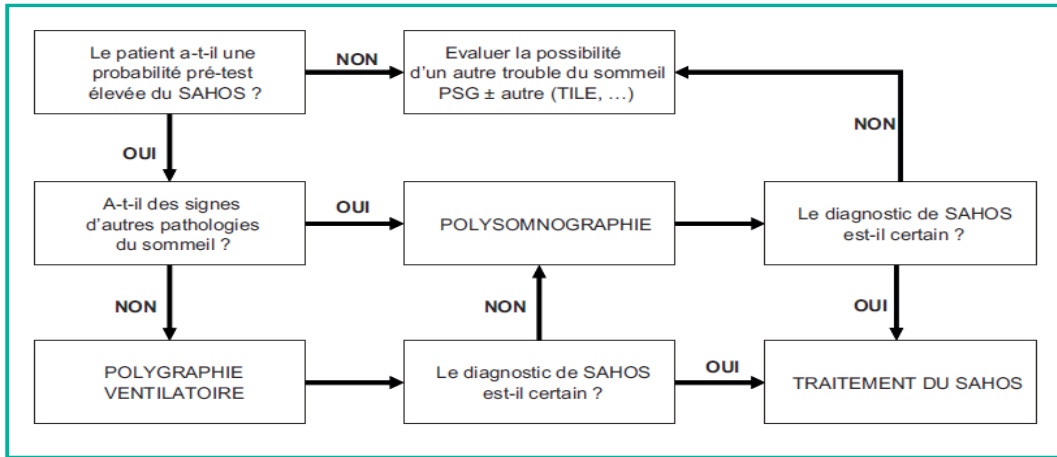 Le patient a-t-il une
probabilité pré-test
élevée du SAHOS ?
NON
Evaluer la possibilité
d'un autre trouble du sommeil
PSG ± autre (TILE, …)
OUI
NON
A-t-il des signes
d'autres pathologies
du sommeil ?
OUI
POLYSOMNOGRAPHIE
Le diagnostic de SAHOS
est-il certain ?
NON
NON
OUI
POLYGRAPHIE
VENTILATOIRE
Le diagnostic de SAHOS
est-il certain ?
OUI
TRAITEMENT DU SAHOS